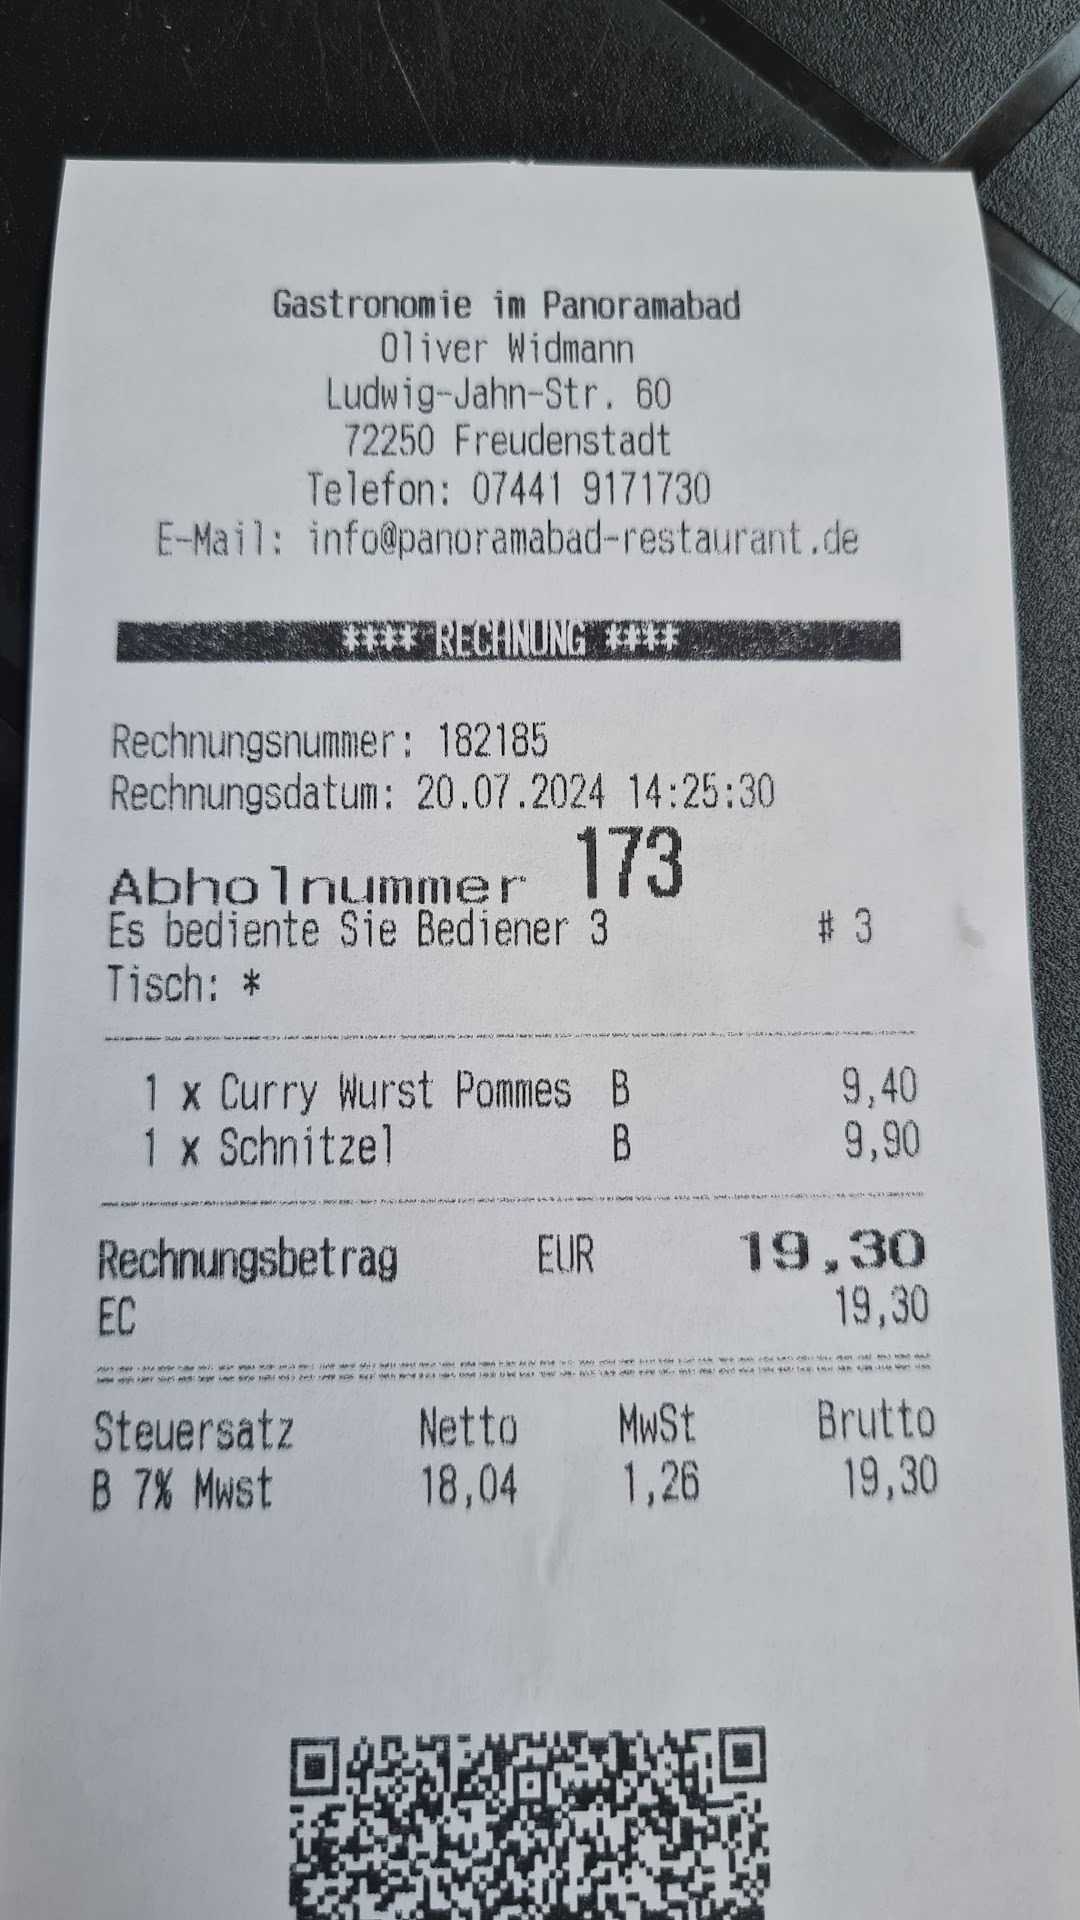 Gastronomie im Panoramabad
Oliver Widmann
Ludwig-Jahn-Str. 60
72250 Freudenstadt
Telefon: 07441 9171730
E-Mail: info@panoramabad-restaurant.de
**** RECHNUNG ****
Rechnungsnummer: 182185
Rechnungsdatum: 20.07.2024 14:25:30
Abholnummer 173
Es bediente Sie Bediener 3 # 3
Tisch: *
1 x Curry Wurst Pommes B 9,40
1 x Schnitzel B 9,90
Rechnungsbetrag EUR 19,30
EC 19,30
Steuersatz Netto MwSt Brutto
B 7% Mwst 18,04 1,26 19,30